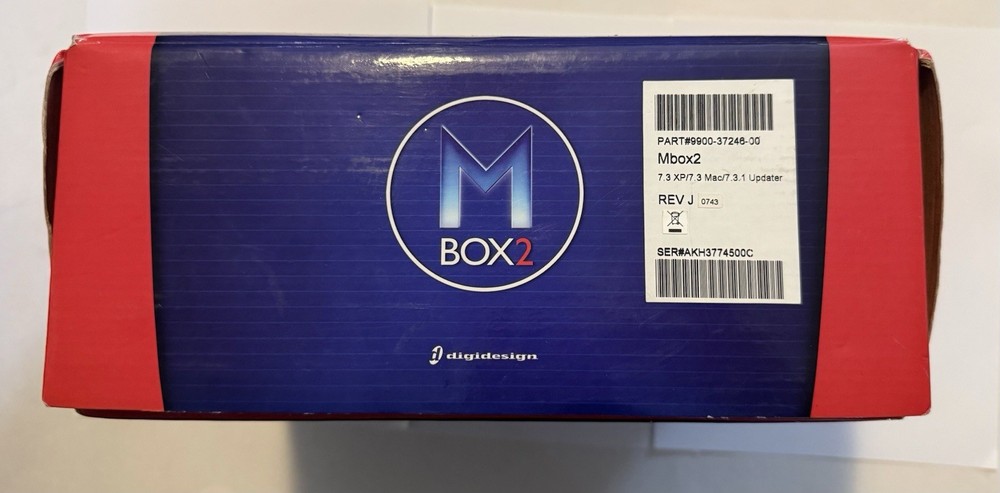 M
BOX2
digidesign
PART#9900-37246-00
Mbox2
7.3 XP/7.3 Mac/7.3.1 Updater
REV J 0743
SER#AKH3774500C